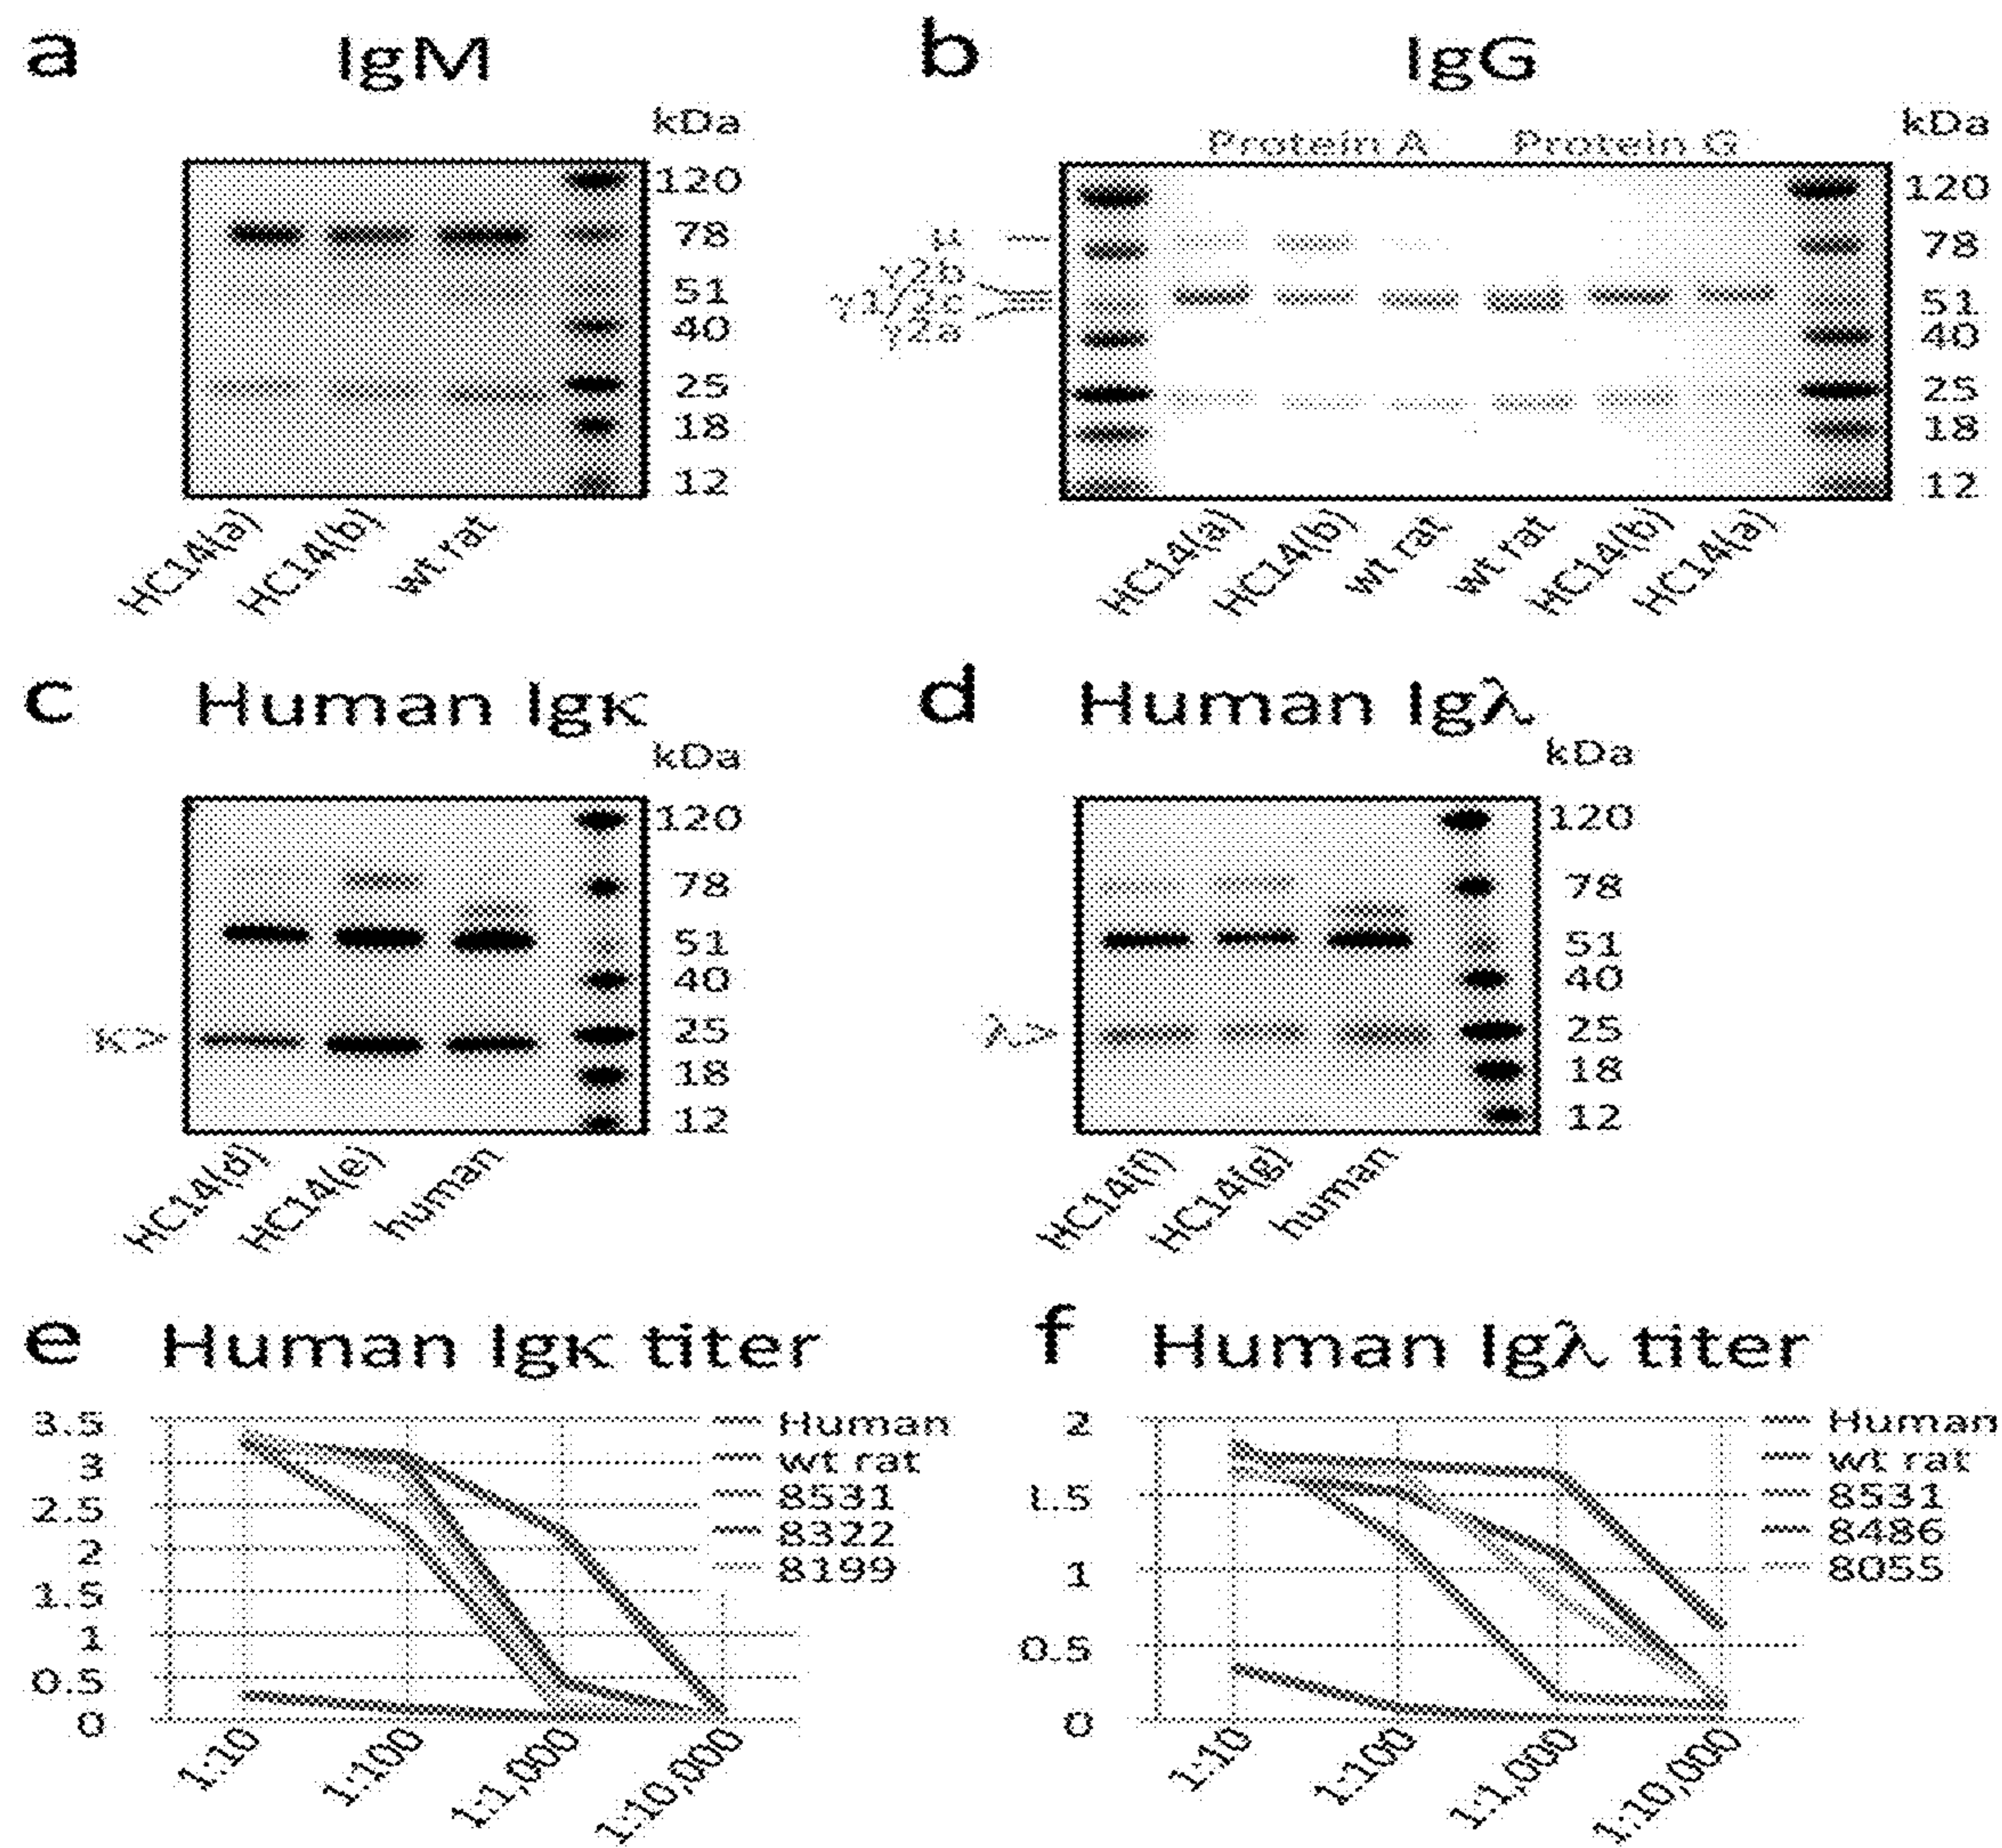 a IgM
kDa
120
78
51
40
25
18
12
HC14(a)
HC14(b)
wt rat
b IgG
Protein A
Protein G
kDa
μ
γ2b
γ1/2c
γ2a
120
78
51
40
25
18
12
HC14(a)
HC14(b)
wt rat
wt rat
HC14(b)
HC14(a)
c Human Igκ
kDa
120
78
51
40
25
18
12
κ>
HC14(d)
HC14(e)
human
d Human Igλ
kDa
120
78
51
40
25
18
12
λ>
HC14(f)
HC14(g)
human
e Human Igκ titer
3.5
3
2.5
2
1.5
1
0.5
0
1:10
1:100
1:1,000
1:10,000
Human
wt rat
8531
8322
8199
f Human Igλ titer
2
1.5
1
0.5
0
1:10
1:100
1:1,000
1:10,000
Human
wt rat
8531
8486
8055